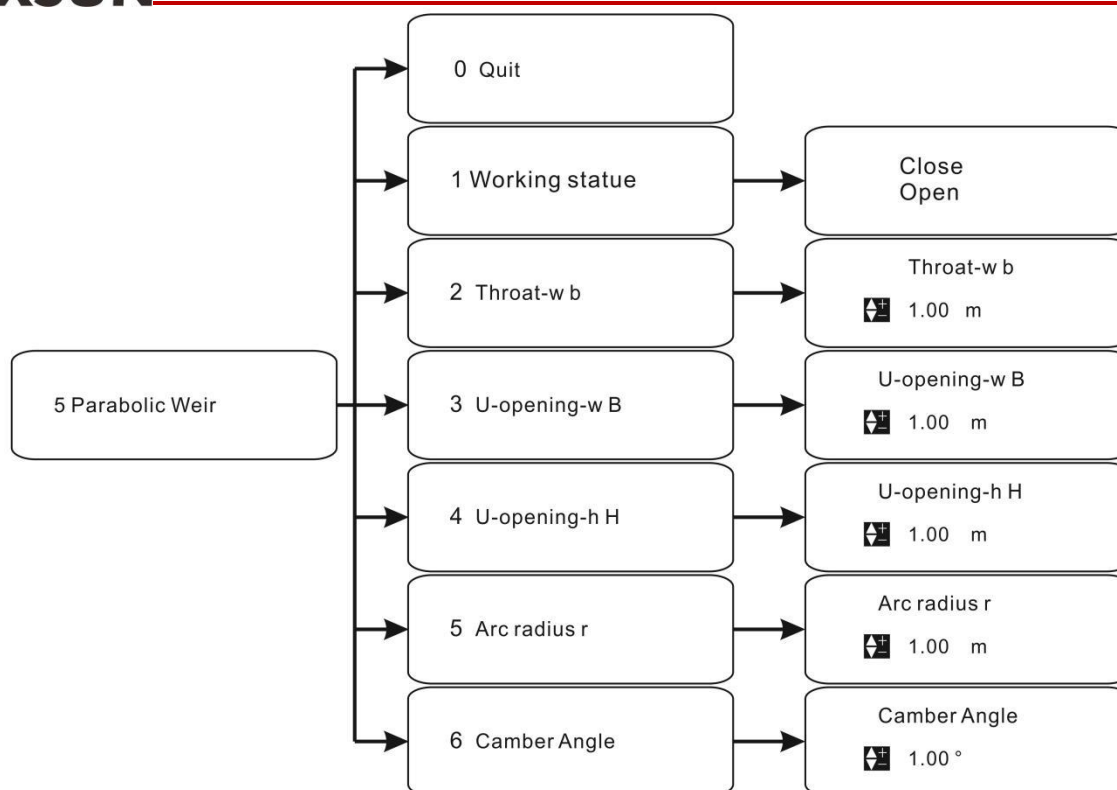 0 Quit
1 Working statue
Close
Open
2 Throat-w b
Throat-w b
1.00 m
5 Parabolic Weir
3 U-opening-w B
U-opening-w B
1.00 m
4 U-opening-h H
U-opening-h H
1.00 m
5 Arc radius r
Arc radius r
1.00 m
6 Camber Angle
Camber Angle
1.00 °